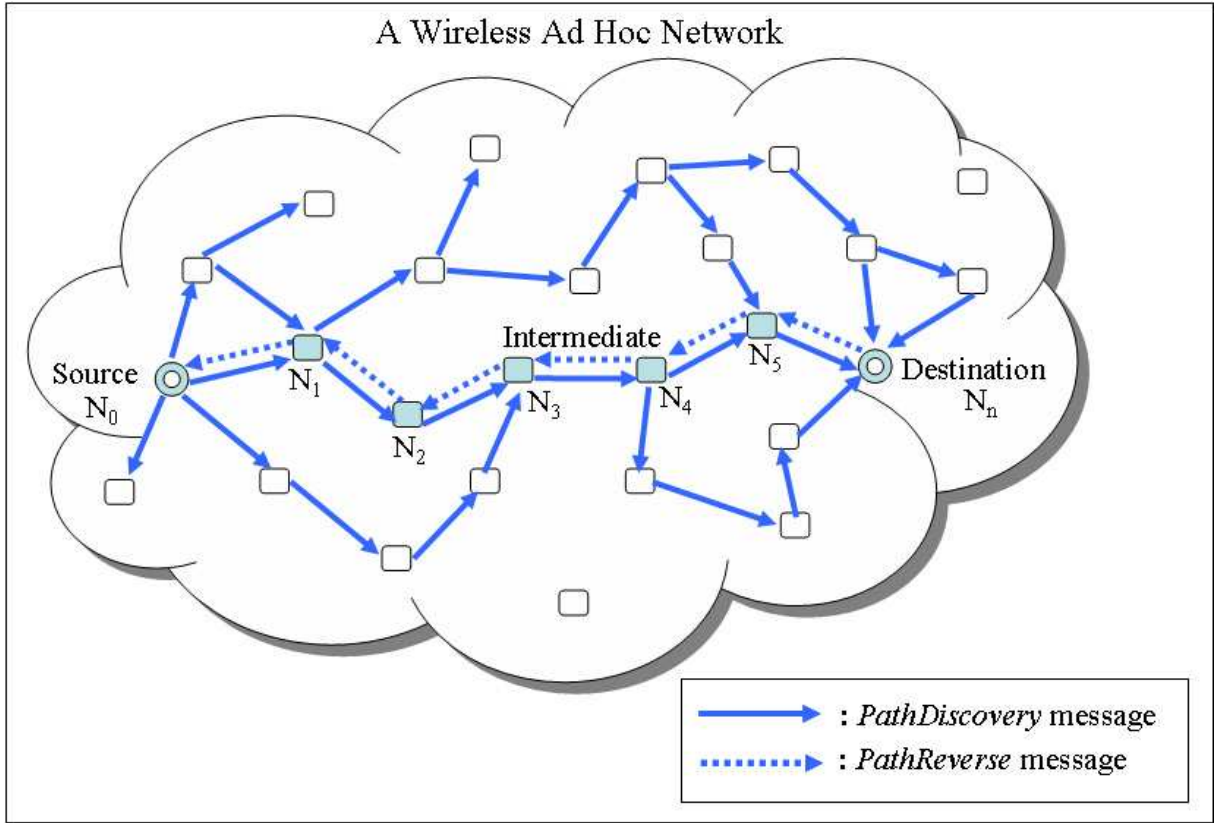 A Wireless Ad Hoc Network
Intermediate
Source
N0
N1
N2
N3
N4
N5
Destination
Nn
: PathDiscovery message
: PathReverse message